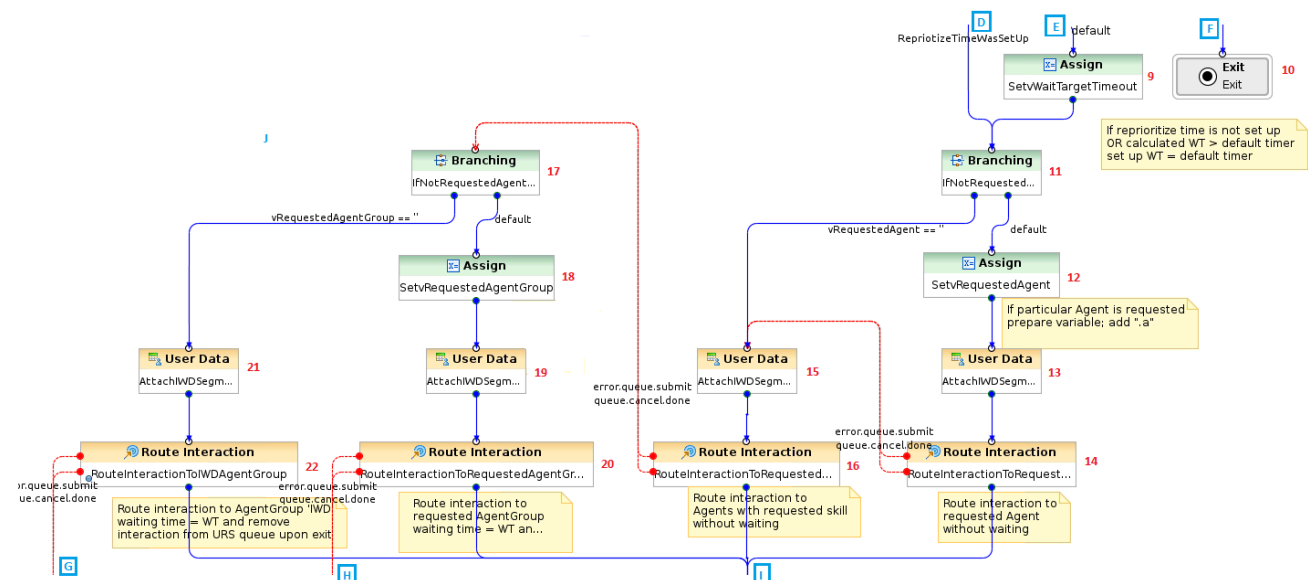 D
E
default
F
RepriotizeTimeWasSetUp
Assign
SetvWaitTargetTimeout
9
Exit
Exit
10
If reprioritize time is not set up
OR calculated WT > default timer
set up WT = default timer
J
Branching
IfNotRequestedAgent...
17
Branching
IfNotRequested...
11
vRequestedAgentGroup == ''
default
vRequestedAgent == ''
default
Assign
SetvRequestedAgentGroup
18
Assign
SetvRequestedAgent
12
If particular Agent is requested
prepare variable; add ".a"
User Data
AttachIWDSegm...
21
User Data
AttachIWDSegm...
19
User Data
AttachIWDSegm...
15
User Data
AttachIWDSegm...
13
error.queue.submit
queue.cancel.done
error.queue.submit
queue.cancel.done
Route Interaction
RouteInteractionToIWDAgentGroup
22
Route Interaction
RouteInteractionToRequestedAgentGr...
20
Route Interaction
RouteInteractionToRequested...
16
Route Interaction
RouteInteractionToRequest...
14
or.queue.submit
ue.cancel.done
error.queue.submit
queue.cancel.done
Route interaction to AgentGroup 'IWD
waiting time = WT and remove
interaction from URS queue upon exit
Route interaction to
requested AgentGroup
waiting time = WT an...
Route interaction to
Agents with requested skill
without waiting
Route interaction to
requested Agent
without waiting
G
H
I